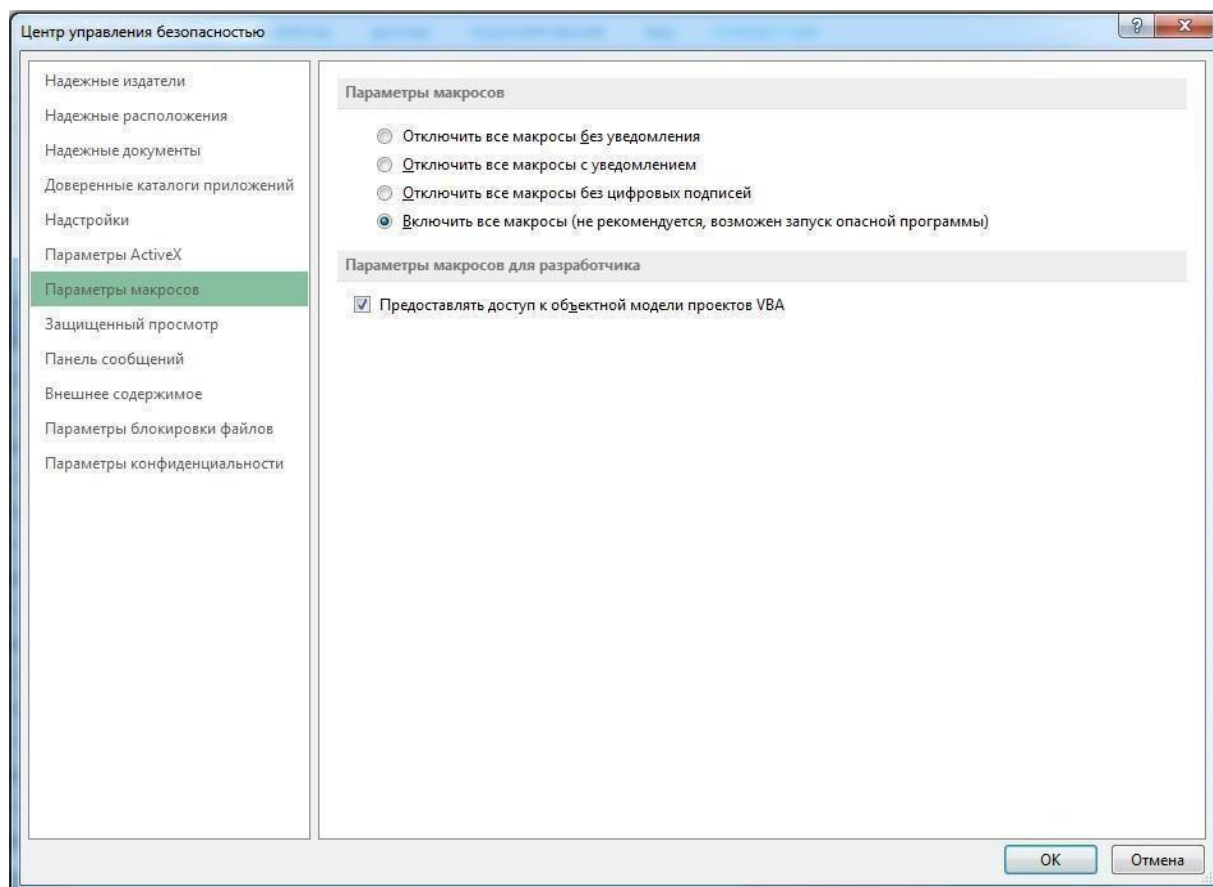 Центр управления безопасностью
Надежные издатели
Надежные расположения
Надежные документы
Доверенные каталоги приложений
Надстройки
Параметры ActiveX
Параметры макросов
Защищенный просмотр
Панель сообщений
Внешнее содержимое
Параметры блокировки файлов
Параметры конфиденциальности
Параметры макросов
Отключить все макросы без уведомления
Отключить все макросы с уведомлением
Отключить все макросы без цифровых подписей
Включить все макросы (не рекомендуется, возможен запуск опасной программы)
Параметры макросов для разработчика
Предоставлять доступ к объектной модели проектов VBA
ОК
Отмена